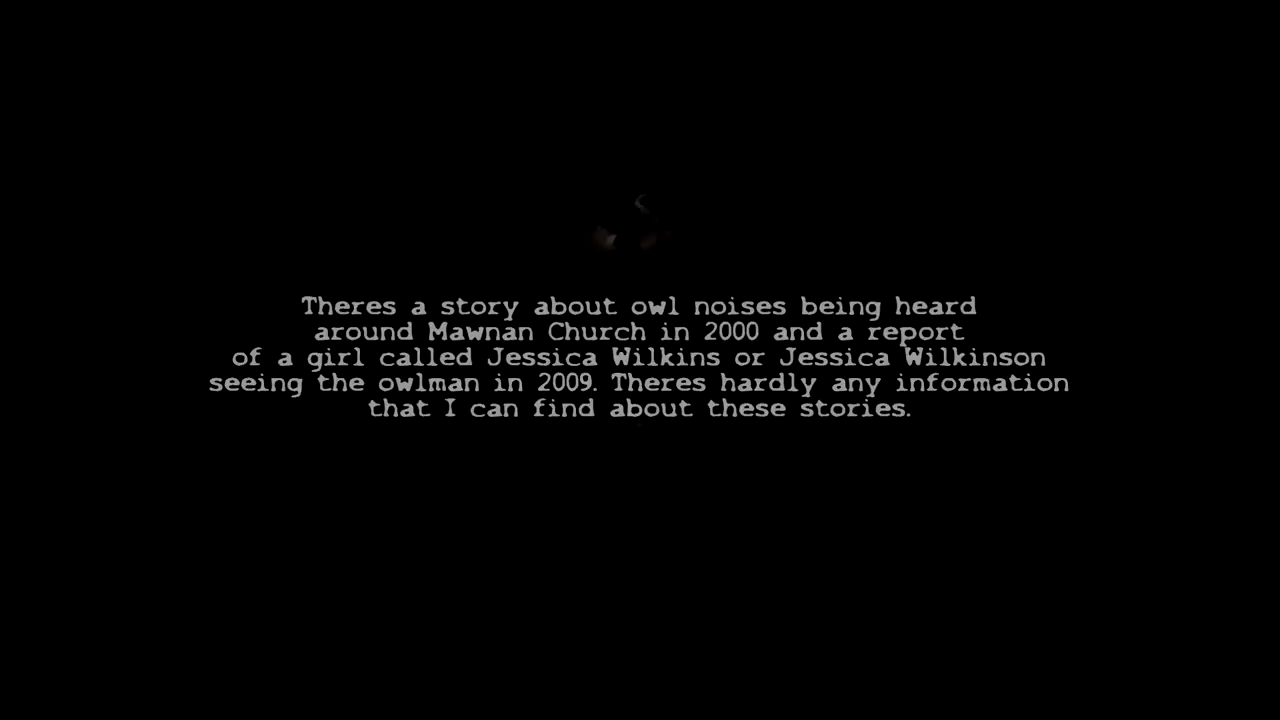 Theres a story about owl noises being heard
around Mawnan Church in 2000 and a report
of a girl called Jessica Wilkins or Jessica Wilkinson
seeing the owlman in 2009. Theres hardly any information
that I can find about these stories.